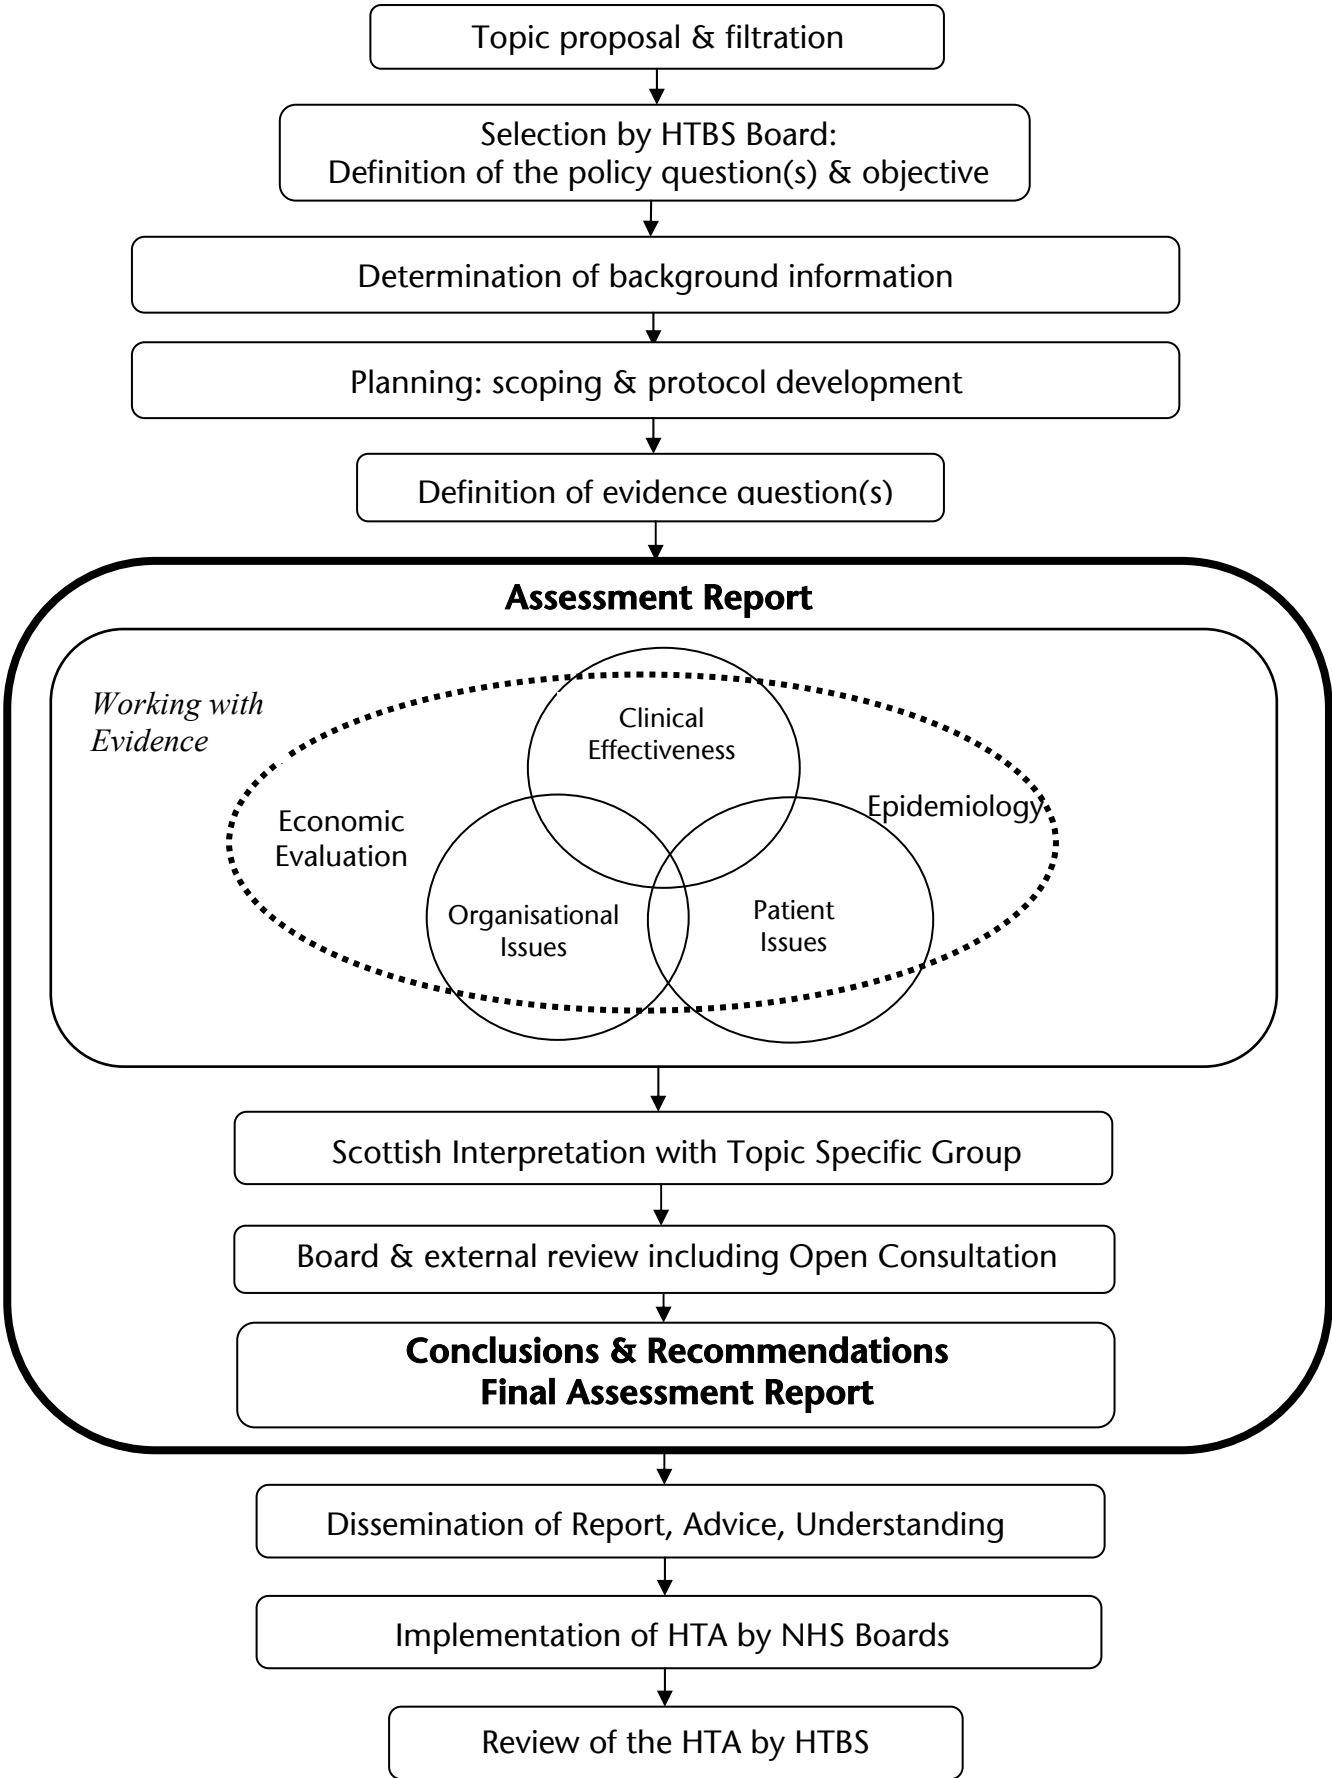 Topic proposal & filtration
Selection by HTBS Board:
Definition of the policy question(s) & objective
Determination of background information
Planning: scoping & protocol development
Definition of evidence question(s)
Assessment Report
Working with
Evidence
Clinical
Effectiveness
Epidemiology
Economic
Evaluation
Organisational
Issues
Patient
Issues
Scottish Interpretation with Topic Specific Group
Board & external review including Open Consultation
Conclusions & Recommendations
Final Assessment Report
Dissemination of Report, Advice, Understanding
Implementation of HTA by NHS Boards
Review of the HTA by HTBS